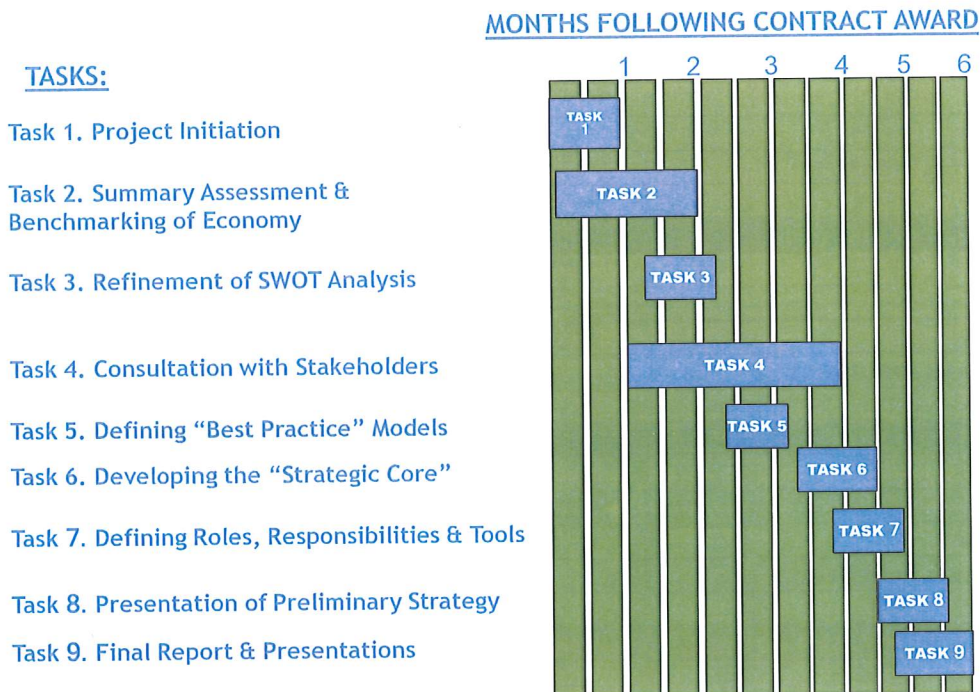 MONTHS FOLLOWING CONTRACT AWARD
1 2 3 4 5 6
TASKS:
Task 1. Project Initiation
TASK
1
Task 2. Summary Assessment &
Benchmarking of Economy
TASK 2
Task 3. Refinement of SWOT Analysis
TASK 3
Task 4. Consultation with Stakeholders
TASK 4
Task 5. Defining “Best Practice” Models
TASK 5
Task 6. Developing the “Strategic Core”
TASK 6
Task 7. Defining Roles, Responsibilities & Tools
TASK 7
Task 8. Presentation of Preliminary Strategy
TASK 8
Task 9. Final Report & Presentations
TASK 9